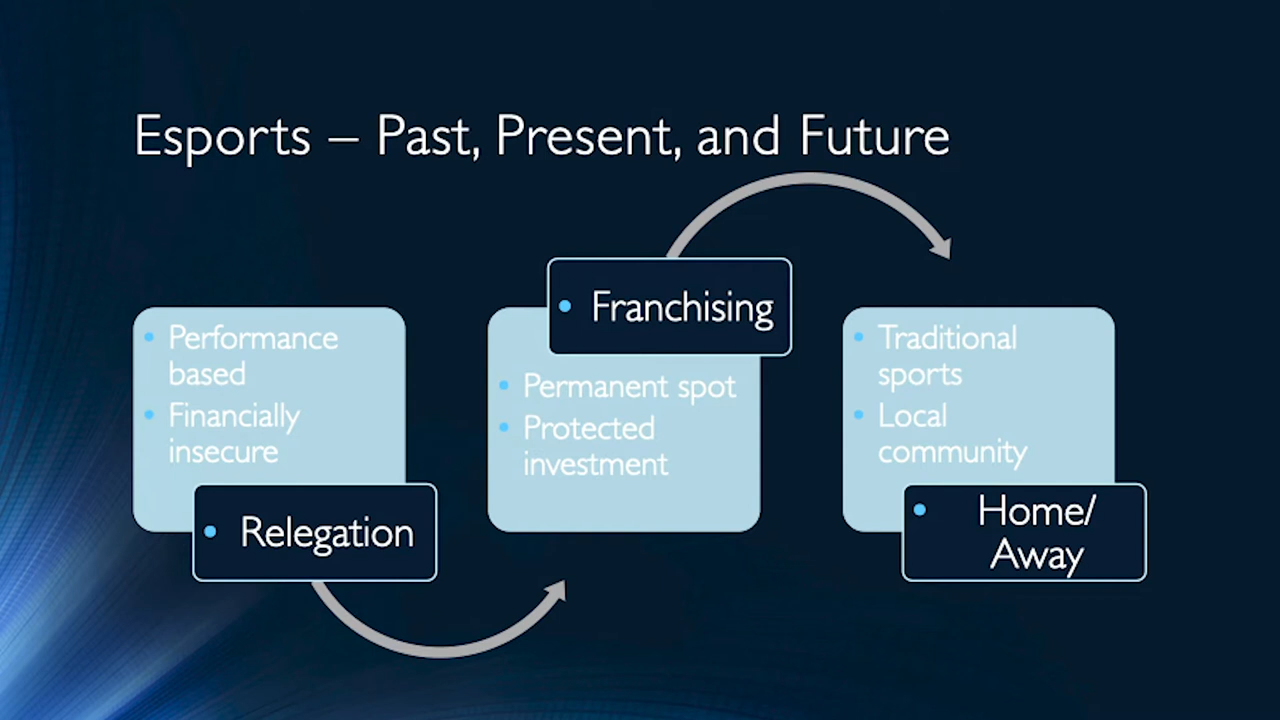 Esports – Past, Present, and Future
• Performance
based
• Financially
insecure
• Relegation
• Franchising
• Permanent spot
• Protected
investment
• Traditional
sports
• Local
community
• Home/
Away